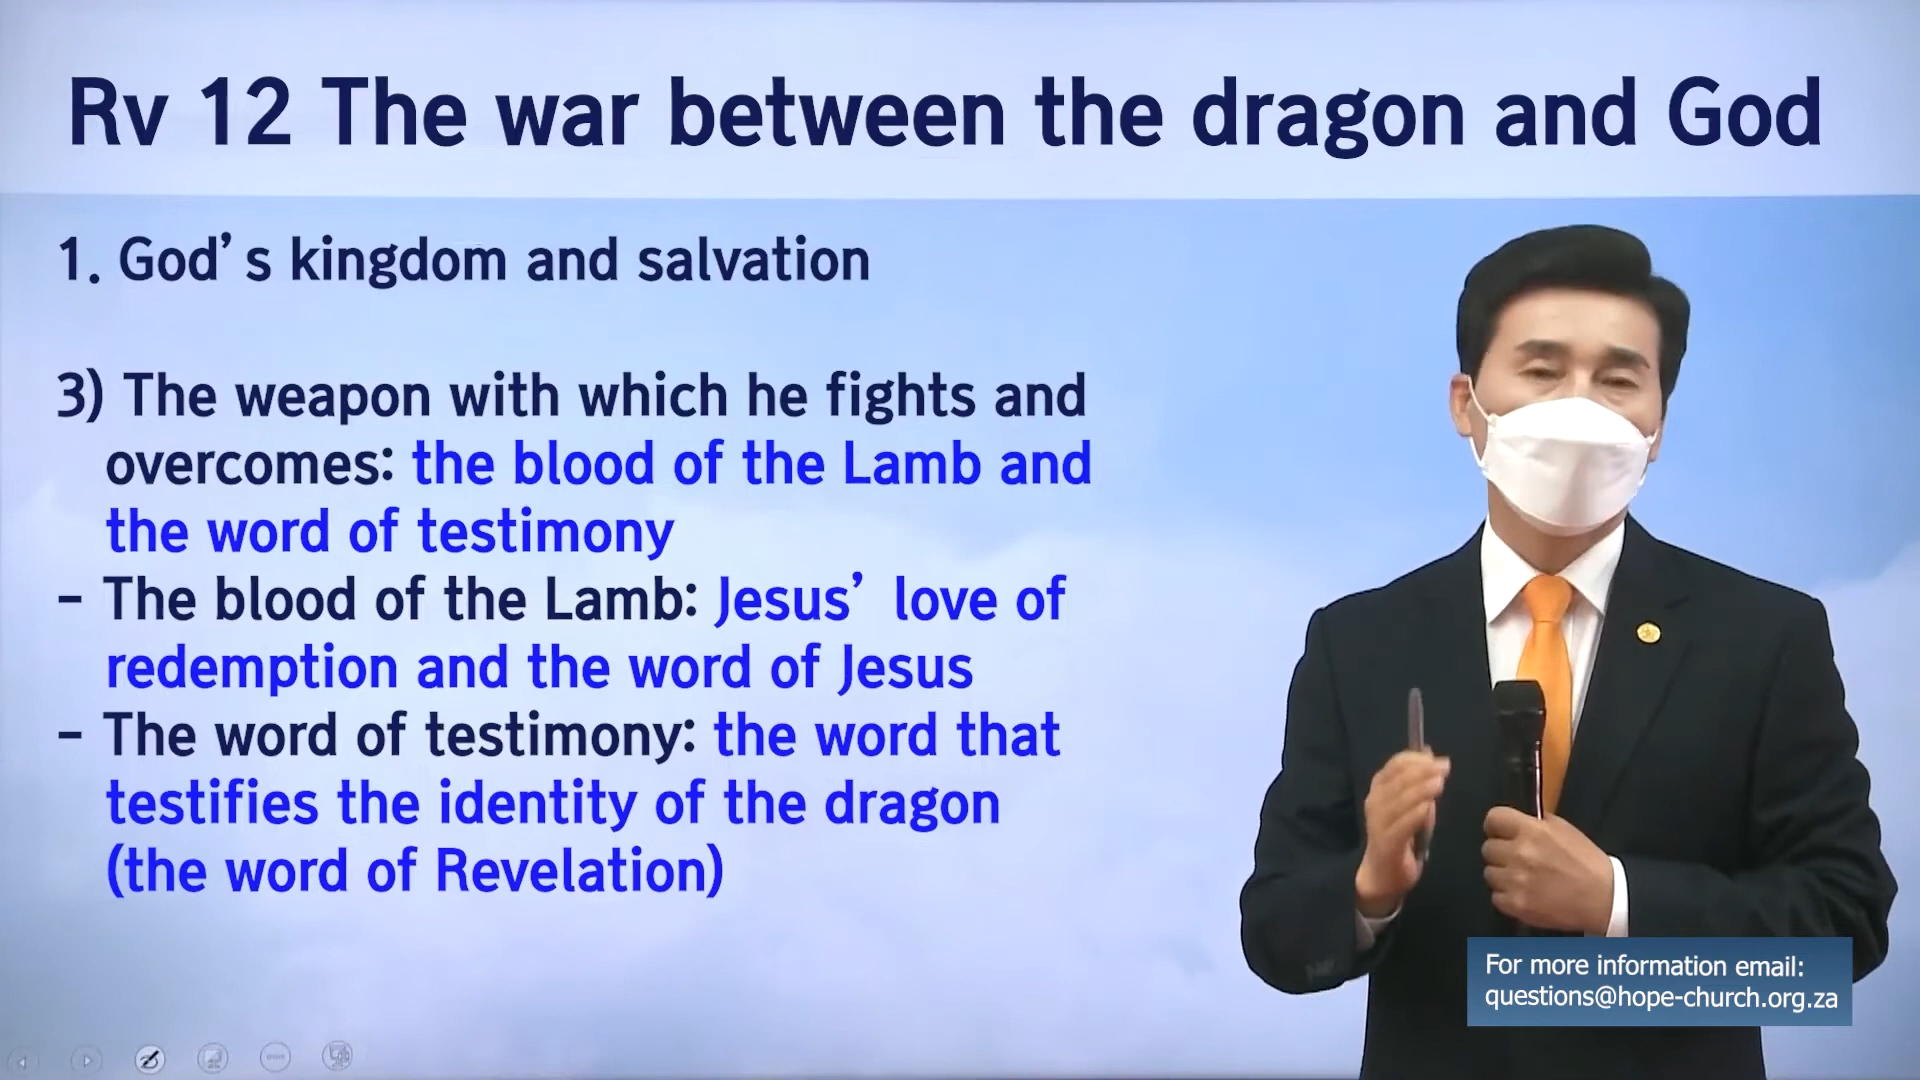 Rv 12 The war between the dragon and God
1. God’s kingdom and salvation
3) The weapon with which he fights and
overcomes: the blood of the Lamb and
the word of testimony
- The blood of the Lamb: Jesus’ love of
redemption and the word of Jesus
- The word of testimony: the word that
testifies the identity of the dragon
(the word of Revelation)
For more information email:
questions@hope-church.org.za